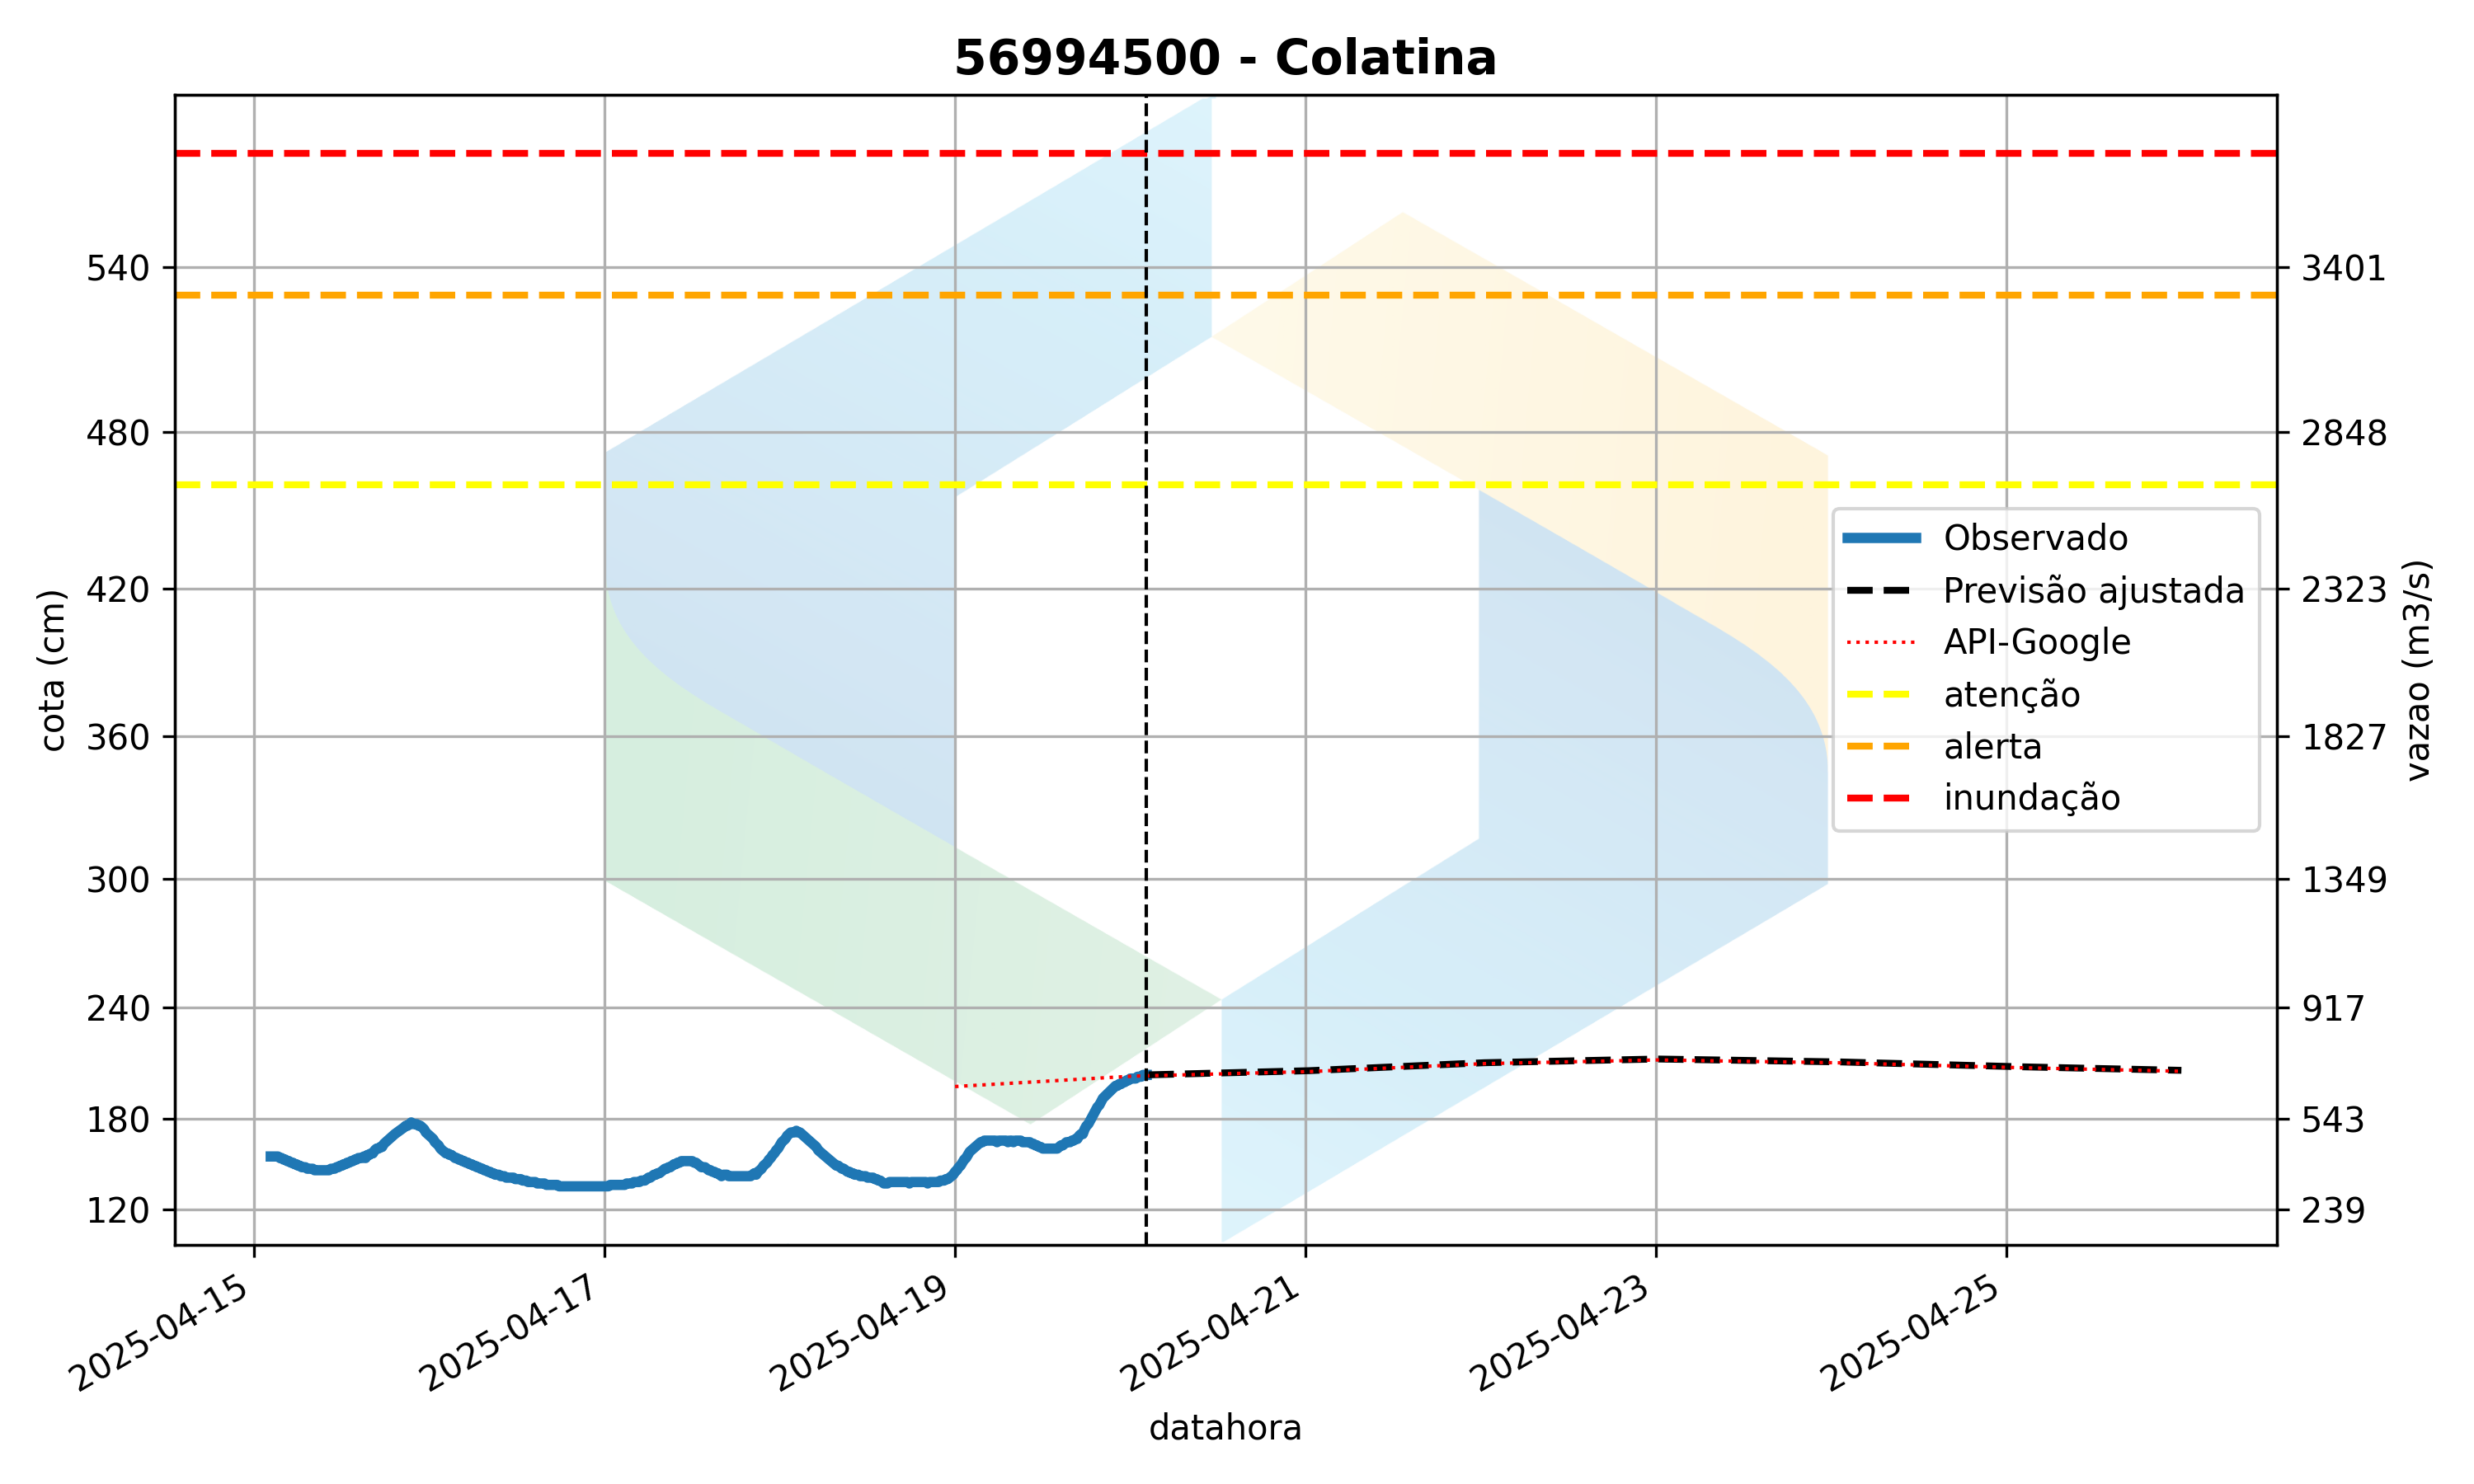 56994500 - Colatina
540
480
420
360
300
240
180
120
cota (cm)
3401
2848
2323
1827
1349
917
543
239
vazao (m3/s)
Observado
Previsão ajustada
API-Google
atenção
alerta
inundação
2025-04-15
2025-04-17
2025-04-19
2025-04-21
2025-04-23
2025-04-25
datahora